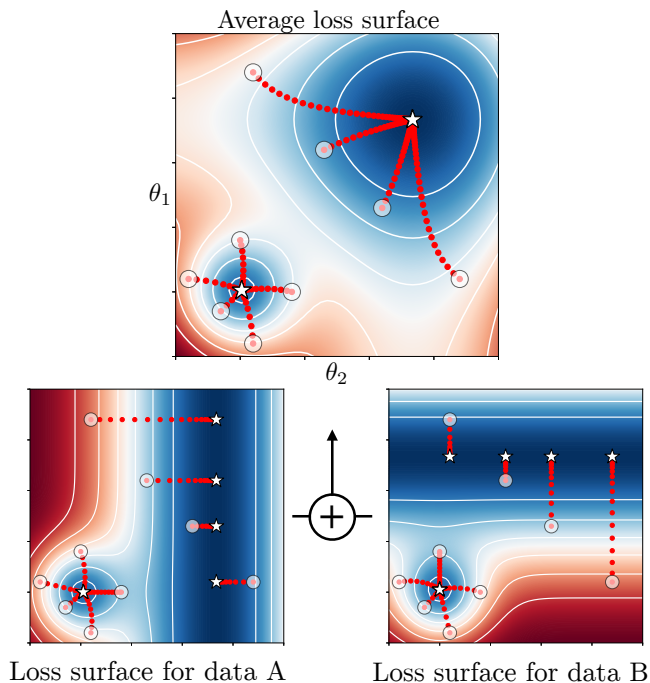 Average loss surface
θ1
θ2
Loss surface for data A
Loss surface for data B